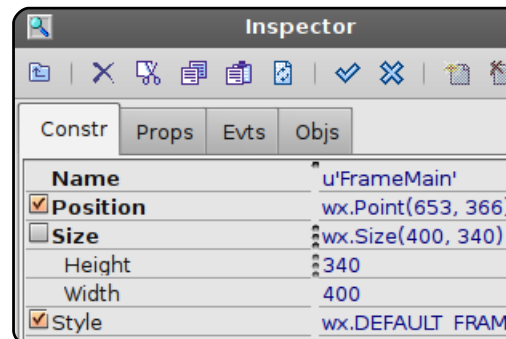 Inspector
Constr Props Evts Objs
Name u'FrameMain'
Position wx.Point(653, 366)
Size wx.Size(400, 340)
Height 340
Width 400
Style wx.DEFAULT_FRAM